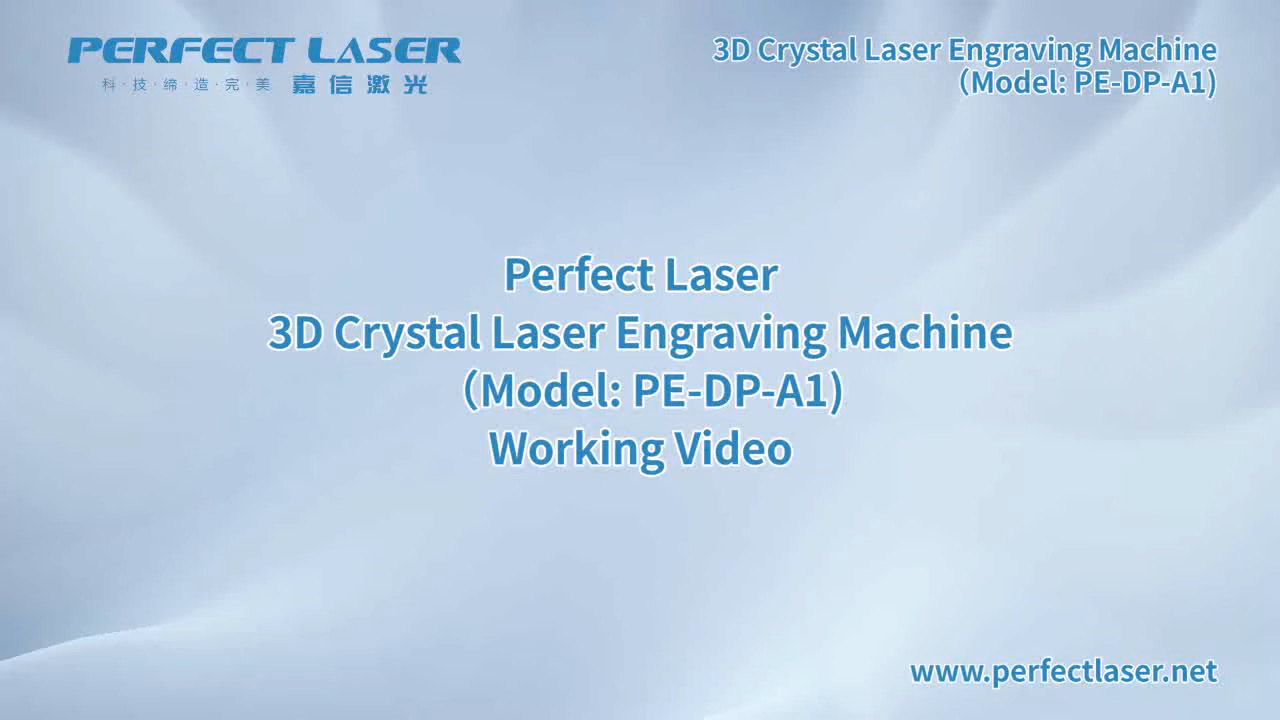 PERFECT LASER
科·技·缔·造·完·美 嘉信激光
3D Crystal Laser Engraving Machine
（Model: PE-DP-A1)
Perfect Laser
3D Crystal Laser Engraving Machine
（Model: PE-DP-A1)
Working Video
www.perfectlaser.net